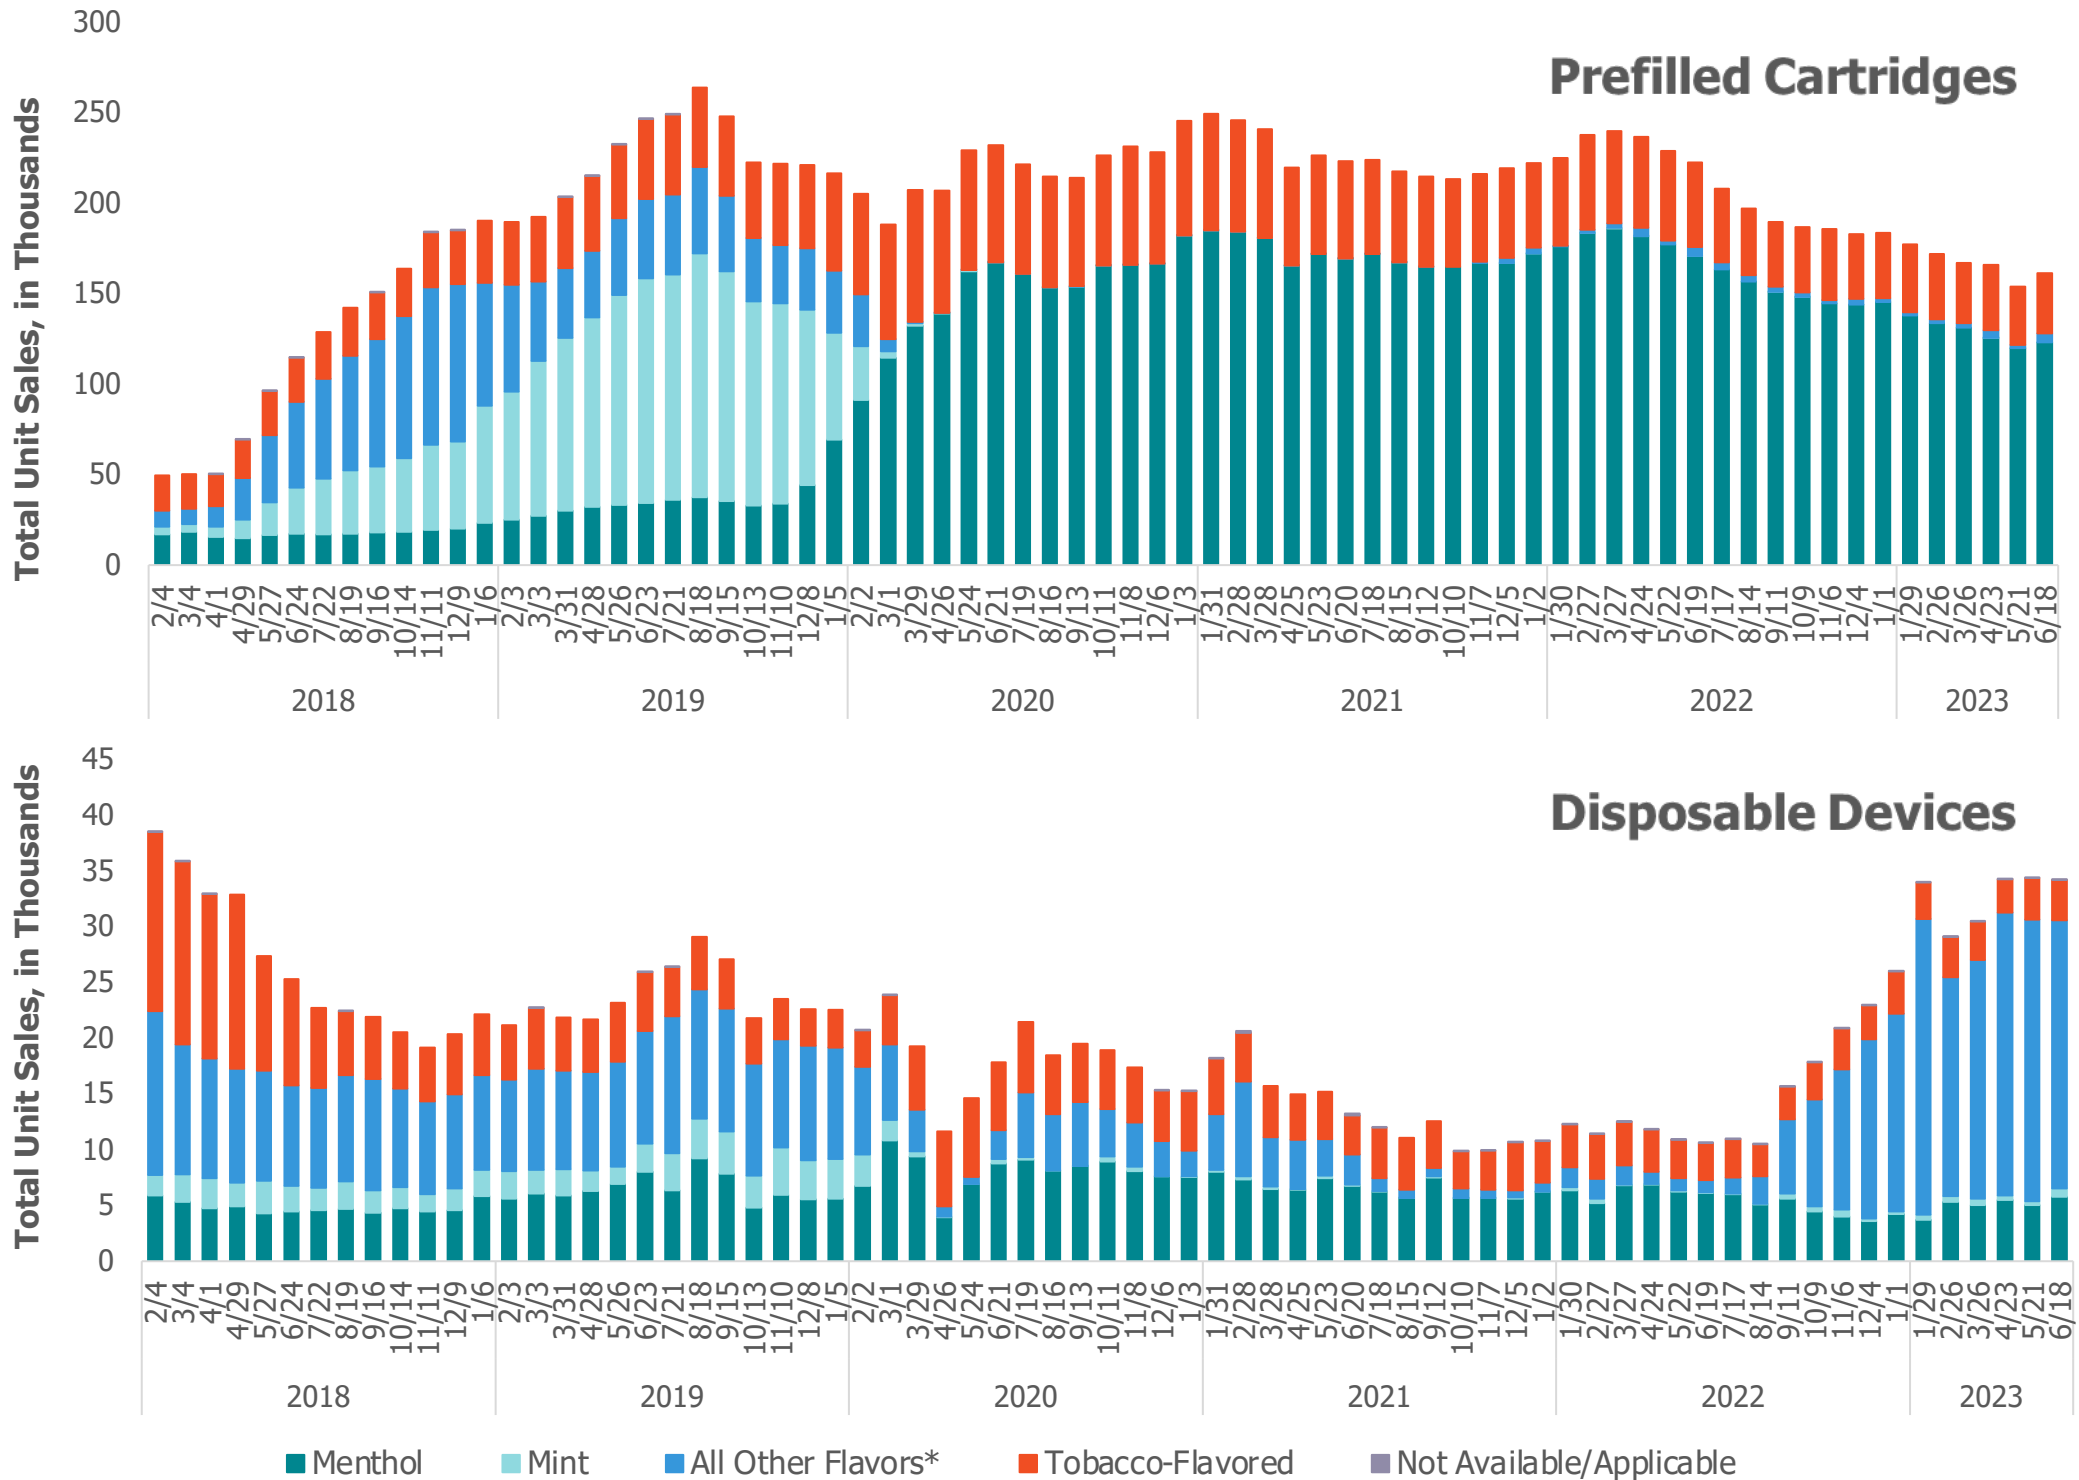 Prefilled Cartridges
Total Unit Sales, in Thousands
300
250
200
150
100
50
0
2/4 3/4 4/1 4/29 5/27 6/24 7/22 8/19 9/16 10/14 11/11 12/9 1/6 2/3 3/3 3/31 4/28 5/26 6/23 7/21 8/18 9/15 10/13 11/10 12/8 1/5 2/2 3/1 3/29 4/26 5/24 6/21 7/19 8/16 9/13 10/11 11/8 12/6 1/3 1/31 2/28 3/28 4/25 5/23 6/20 7/18 8/15 9/12 10/10 11/7 12/5 1/2 1/30 2/27 3/27 4/24 5/22 6/19 7/17 8/14 9/11 10/9 11/6 12/4 1/1 1/29 2/26 3/26 4/23 5/21 6/18
2018 2019 2020 2021 2022 2023
Disposable Devices
Total Unit Sales, in Thousands
45
40
35
30
25
20
15
10
5
0
2/4 3/4 4/1 4/29 5/27 6/24 7/22 8/19 9/16 10/14 11/11 12/9 1/6 2/3 3/3 3/31 4/28 5/26 6/23 7/21 8/18 9/15 10/13 11/10 12/8 1/5 2/2 3/1 3/29 4/26 5/24 6/21 7/19 8/16 9/13 10/11 11/8 12/6 1/3 1/31 2/28 3/28 4/25 5/23 6/20 7/18 8/15 9/12 10/10 11/7 12/5 1/2 1/30 2/27 3/27 4/24 5/22 6/19 7/17 8/14 9/11 10/9 11/6 12/4 1/1 1/29 2/26 3/26 4/23 5/21 6/18
2018 2019 2020 2021 2022 2023
Menthol Mint All Other Flavors* Tobacco-Flavored Not Available/Applicable